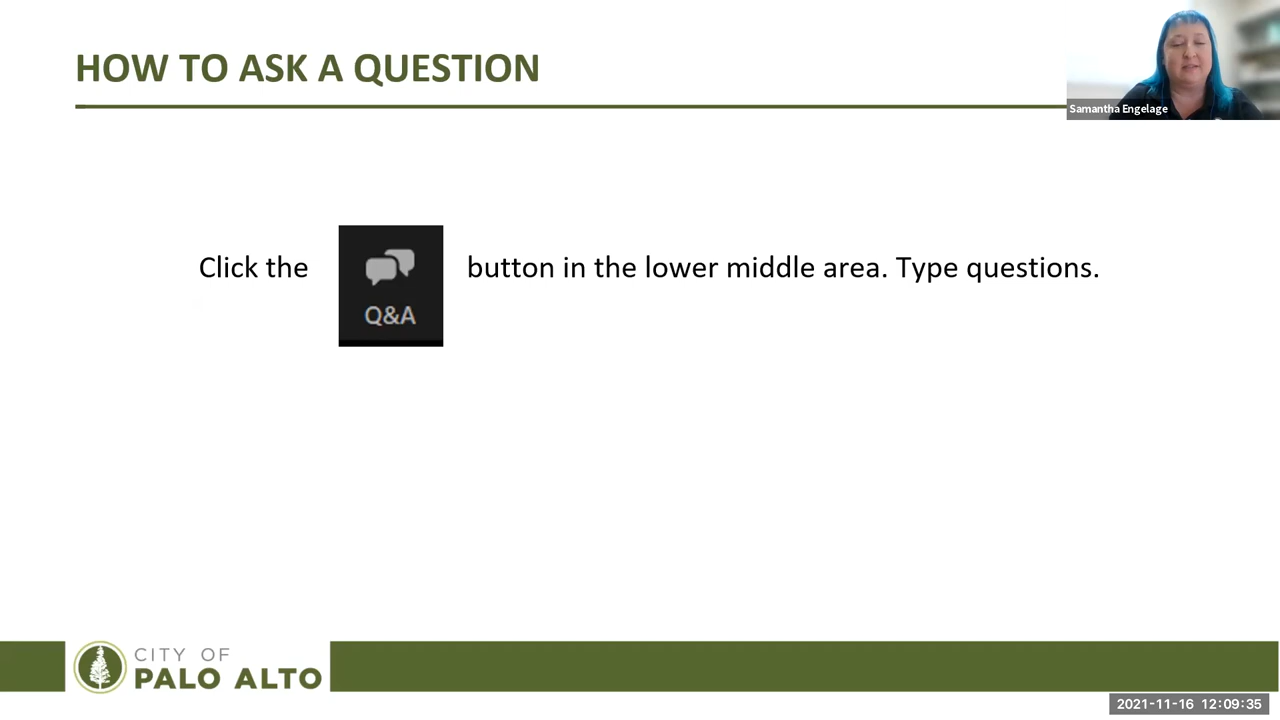 HOW TO ASK A QUESTION
Samantha Engelage
Click the Q&A button in the lower middle area. Type questions.
CITY OF
PALO ALTO
2021-11-16 12:09:35